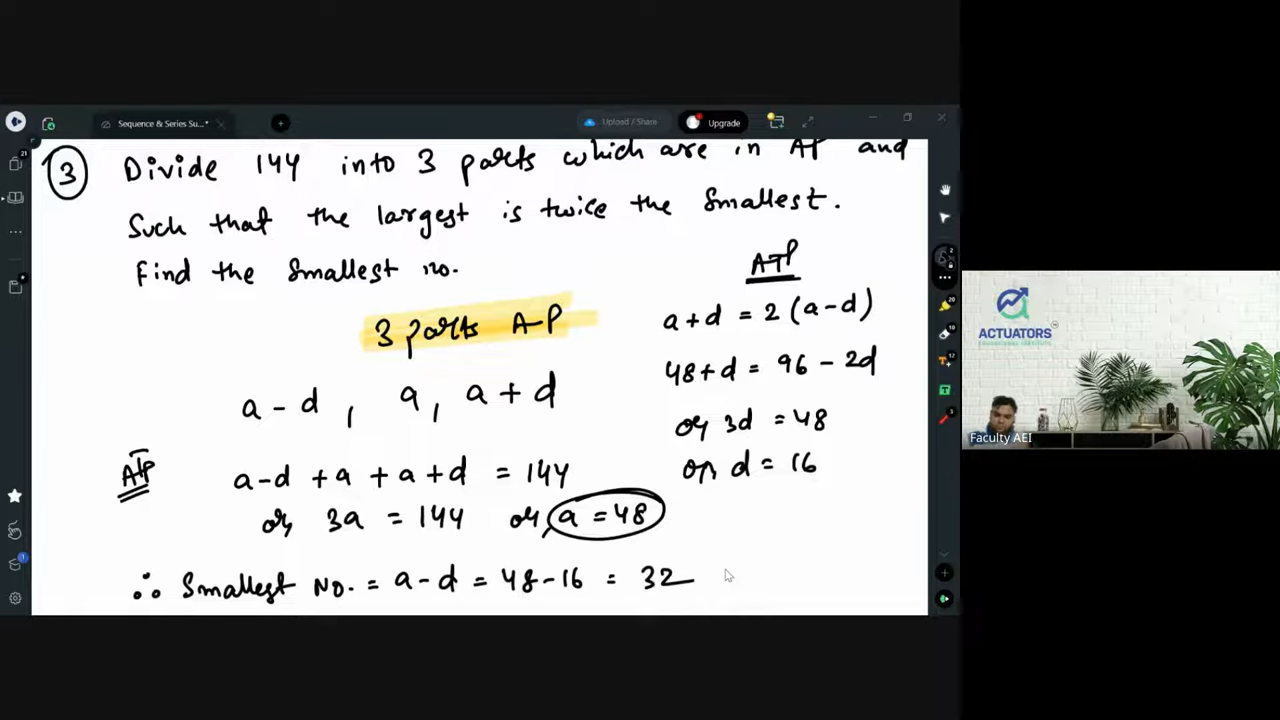 Sequence & Series Su...*
Upload / Share
Upgrade
3 Divide 144 into 3 parts which are in AP and
Such that the largest is twice the Smallest.
Find the Smallest no.
3 parts A-P
a - d , a, a + d
ATP
a-d + a + a + d = 144
or 3a = 144 or a = 48
∴ Smallest NO. = a - d = 48 - 16 = 32
ATP
a+d = 2 (a-d)
48+d = 96 - 2d
or 3d = 48
or d = 16
ACTUATORS
Faculty AEI